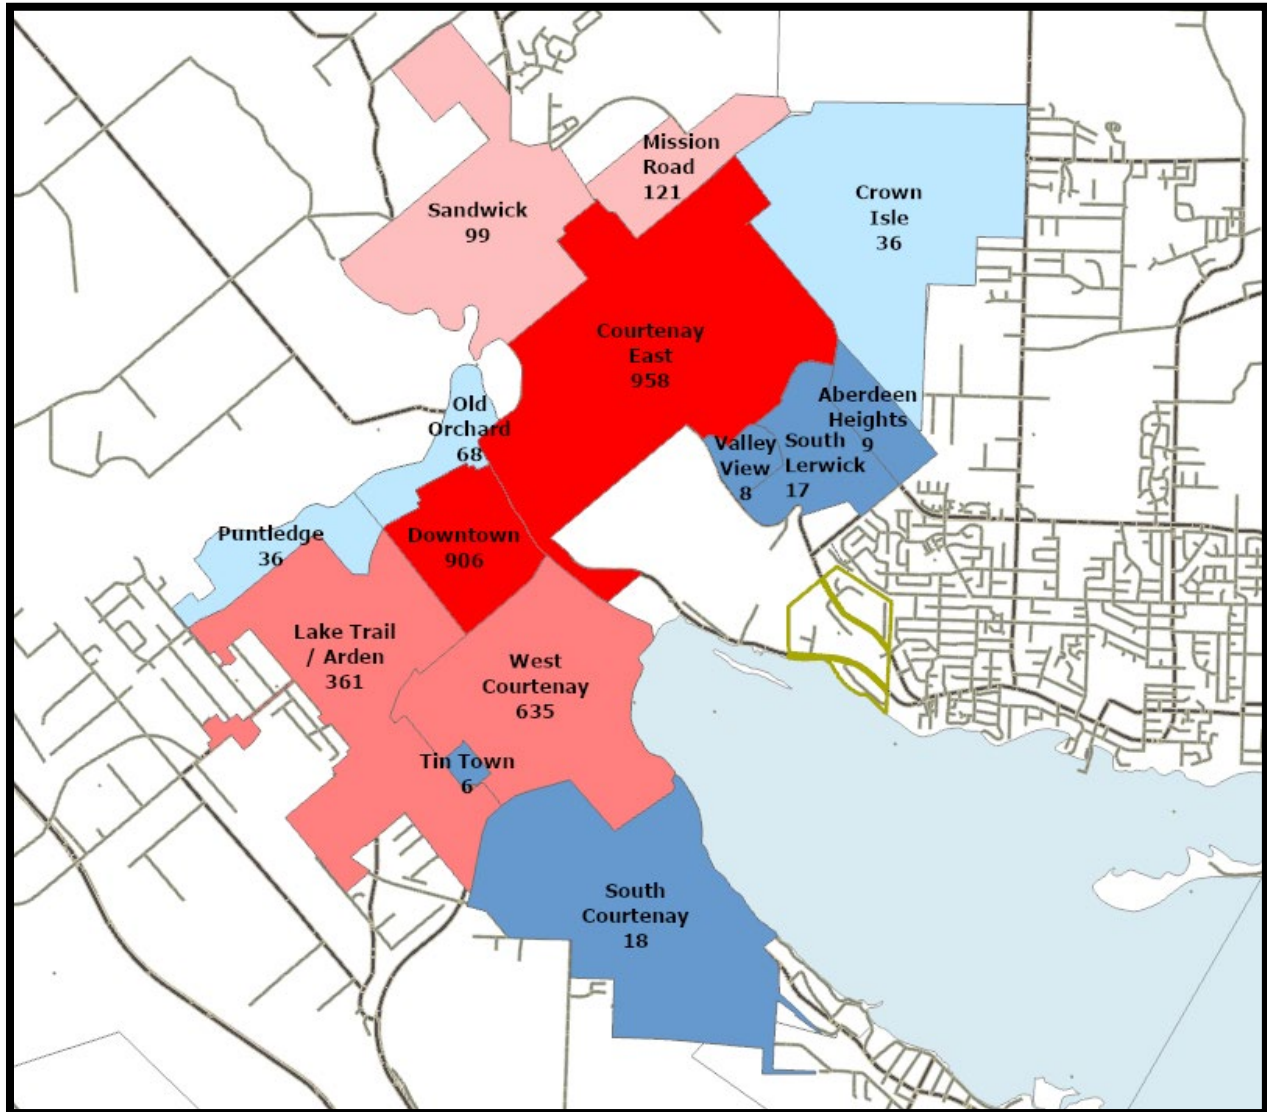 Mission
Road
121
Sandwick
99
Crown
Isle
36
Courtenay
East
958
Old
Orchard
68
Aberdeen
Heights
9
Valley
View
8
South
Lerwick
17
Puntledge
36
Downtown
906
Lake Trail
/ Arden
361
West
Courtenay
635
Tin Town
6
South
Courtenay
18